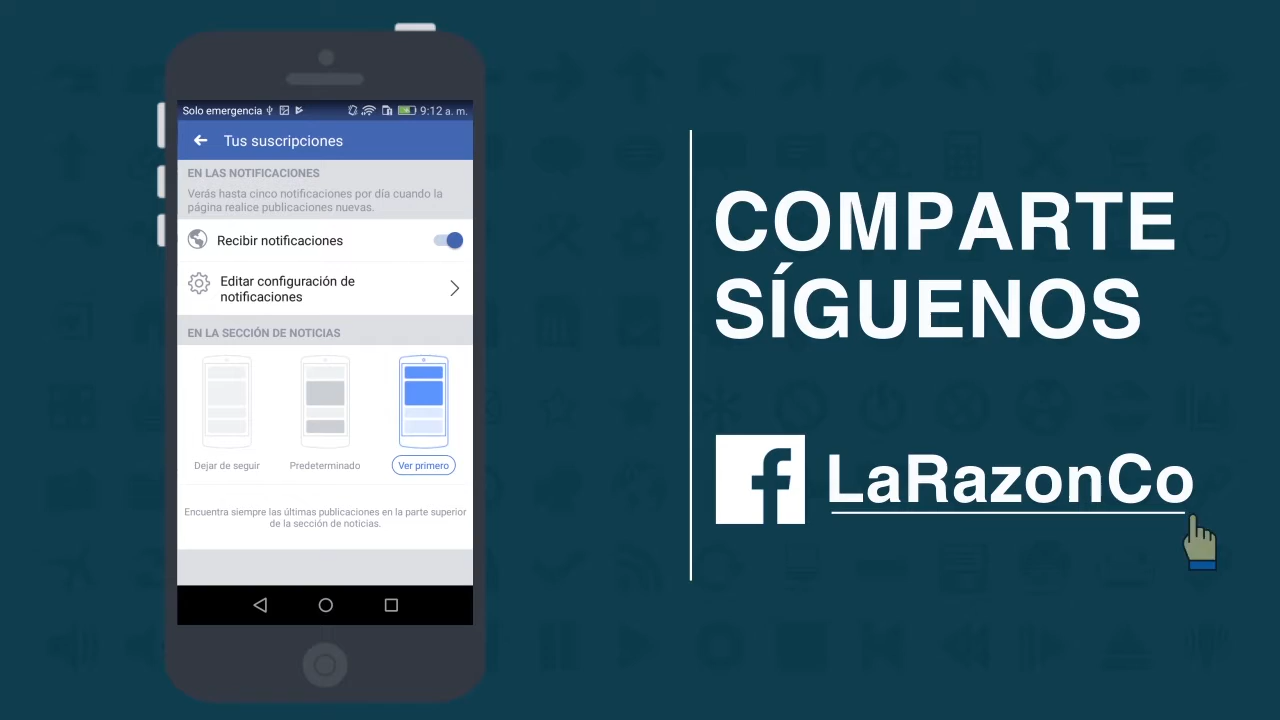 Solo emergencia
9:12 a. m.
Tus suscripciones
EN LAS NOTIFICACIONES
Verás hasta cinco notificaciones por día cuando la
página realice publicaciones nuevas.
Recibir notificaciones
Editar configuración de
notificaciones
EN LA SECCIÓN DE NOTICIAS
Dejar de seguir
Predeterminado
Ver primero
Encuentra siempre las últimas publicaciones en la parte superior
de la sección de noticias.
COMPARTE
SÍGUENOS
LaRazonCo